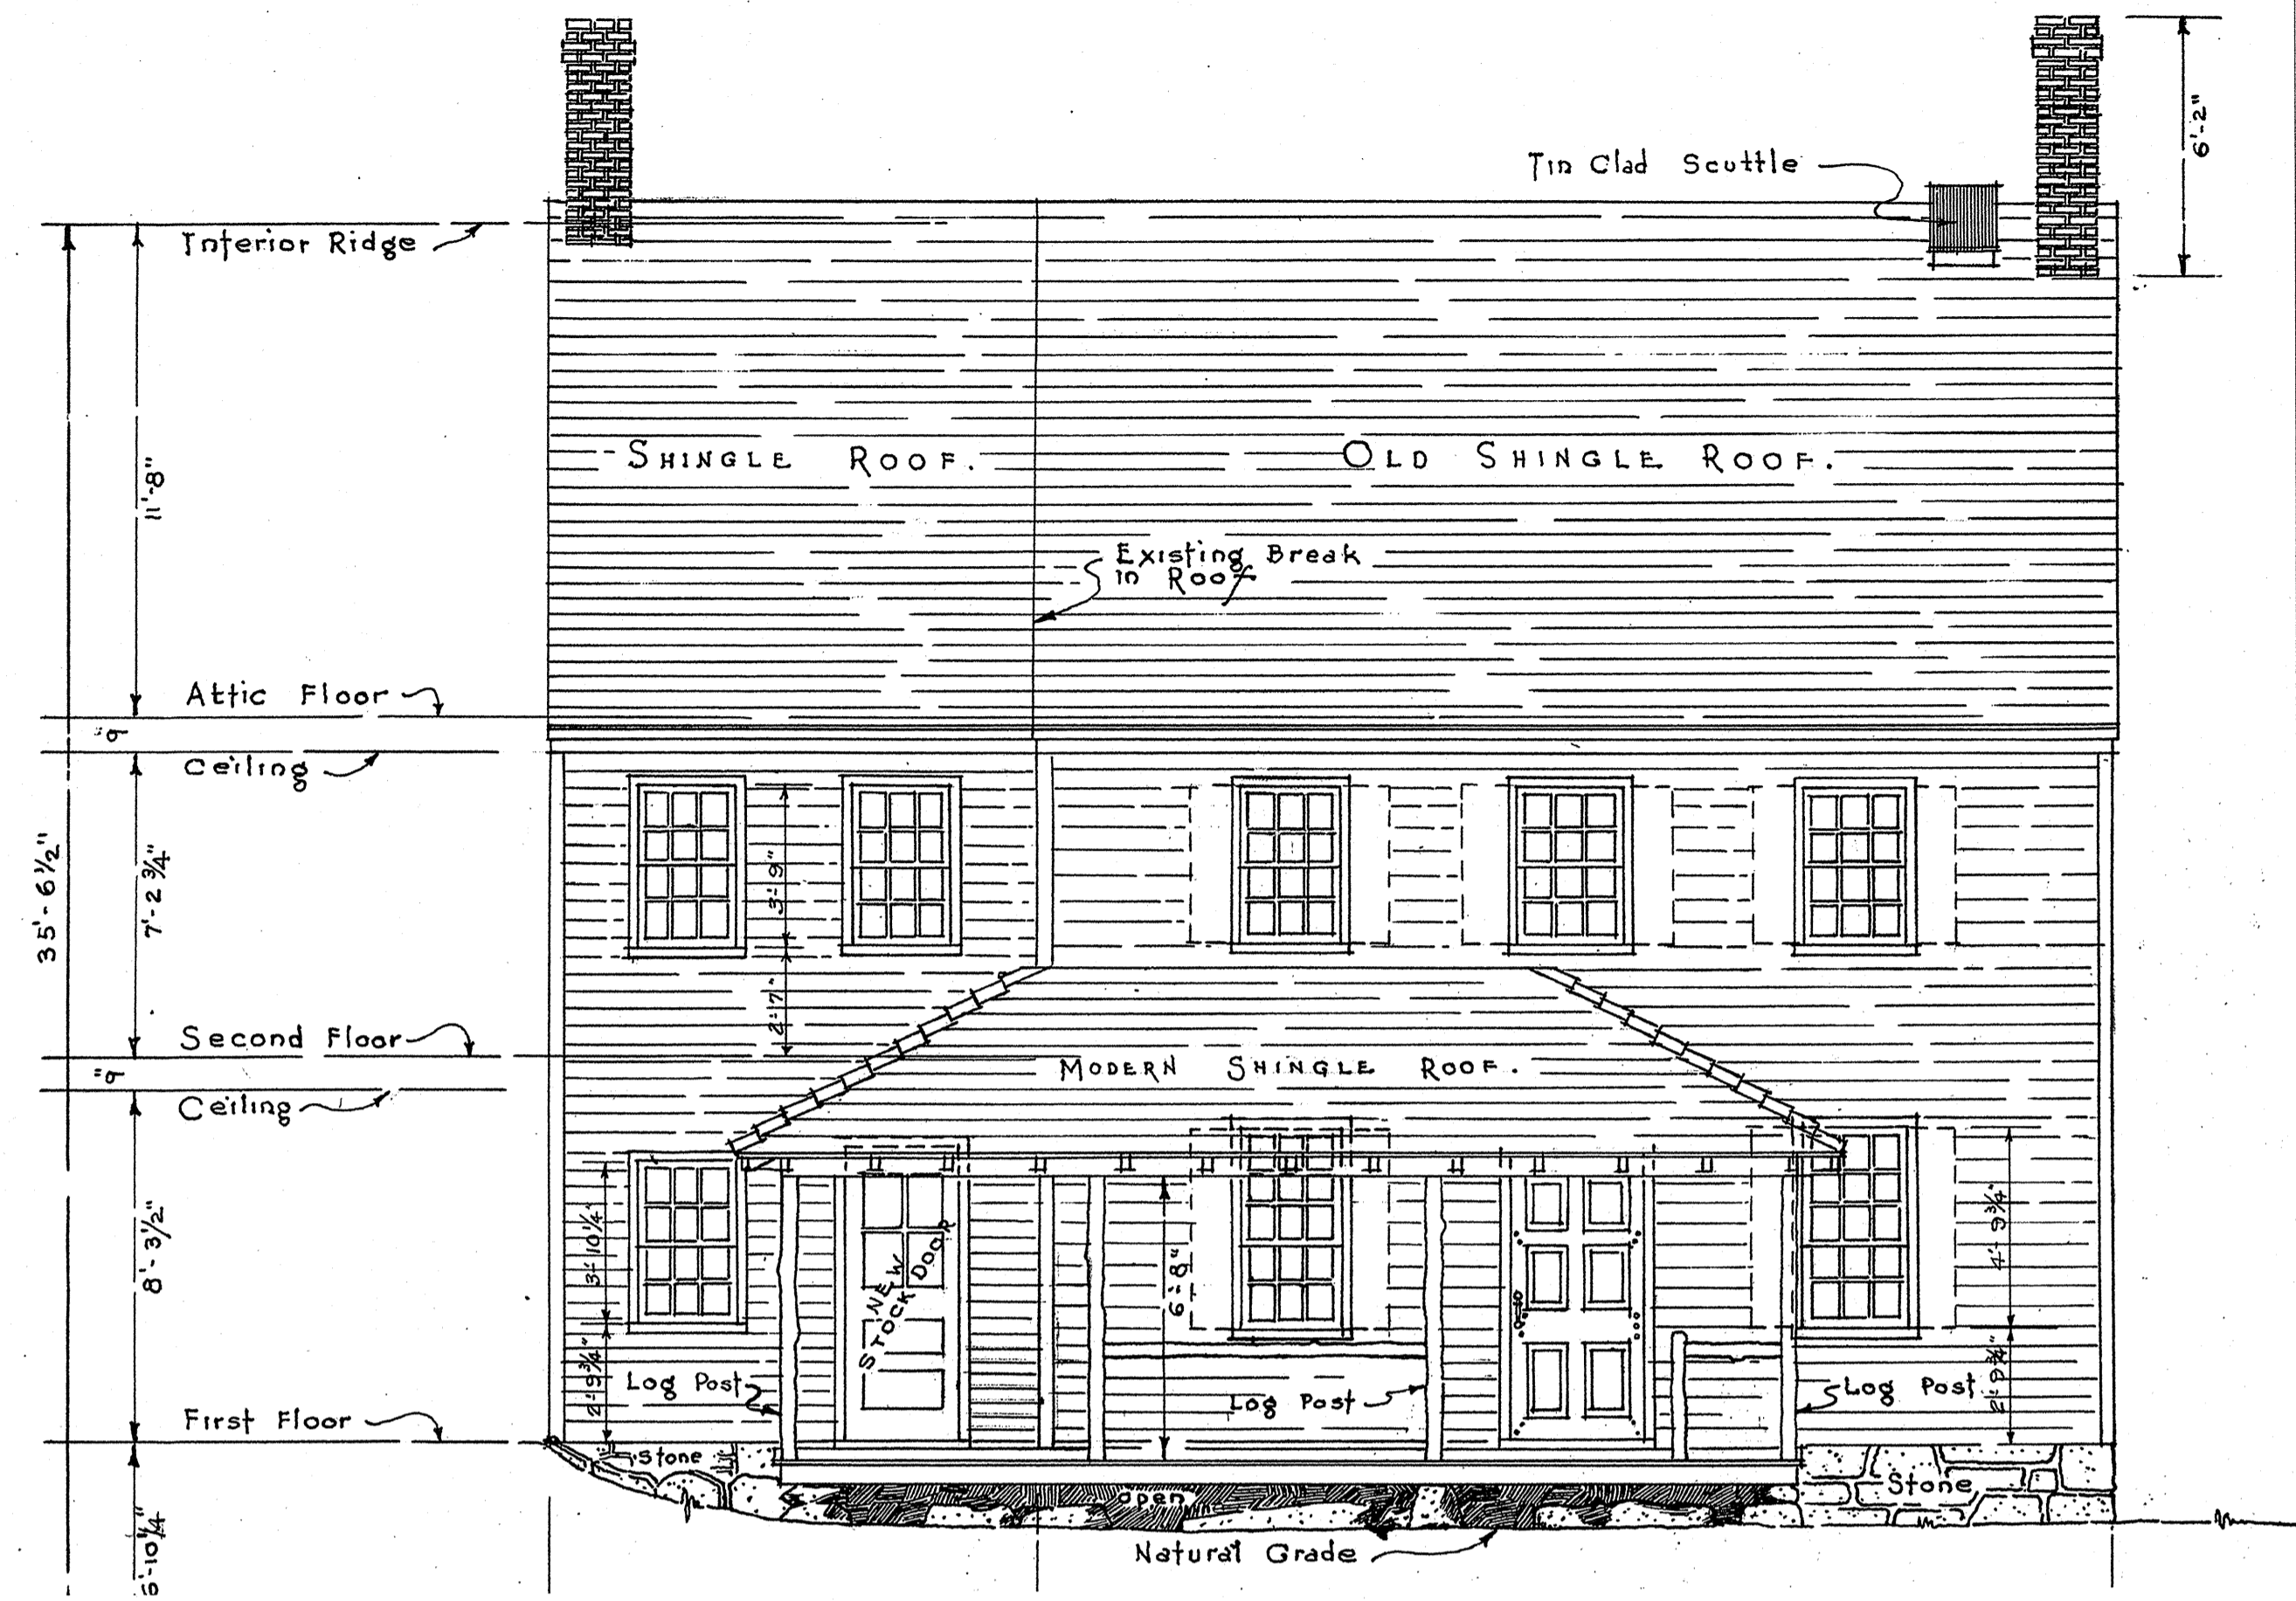 6'-2"
Tin Clad Scuttle
Interior Ridge
11'-8"
SHINGLE ROOF.
OLD SHINGLE ROOF.
Existing Break
in Roof
Attic Floor
9"
Ceiling
35'-6½"
7'-2¾"
3'-9"
2'-7"
Second Floor
9"
Ceiling
MODERN SHINGLE ROOF.
8'-3½"
3'-10¼"
2'-9¾"
NEW
STOCK DOOR
6'-8"
4'-9¾"
2'-9¾"
Log Post
Log Post
Log Post
First Floor
Stone
open
Stone
Natural Grade